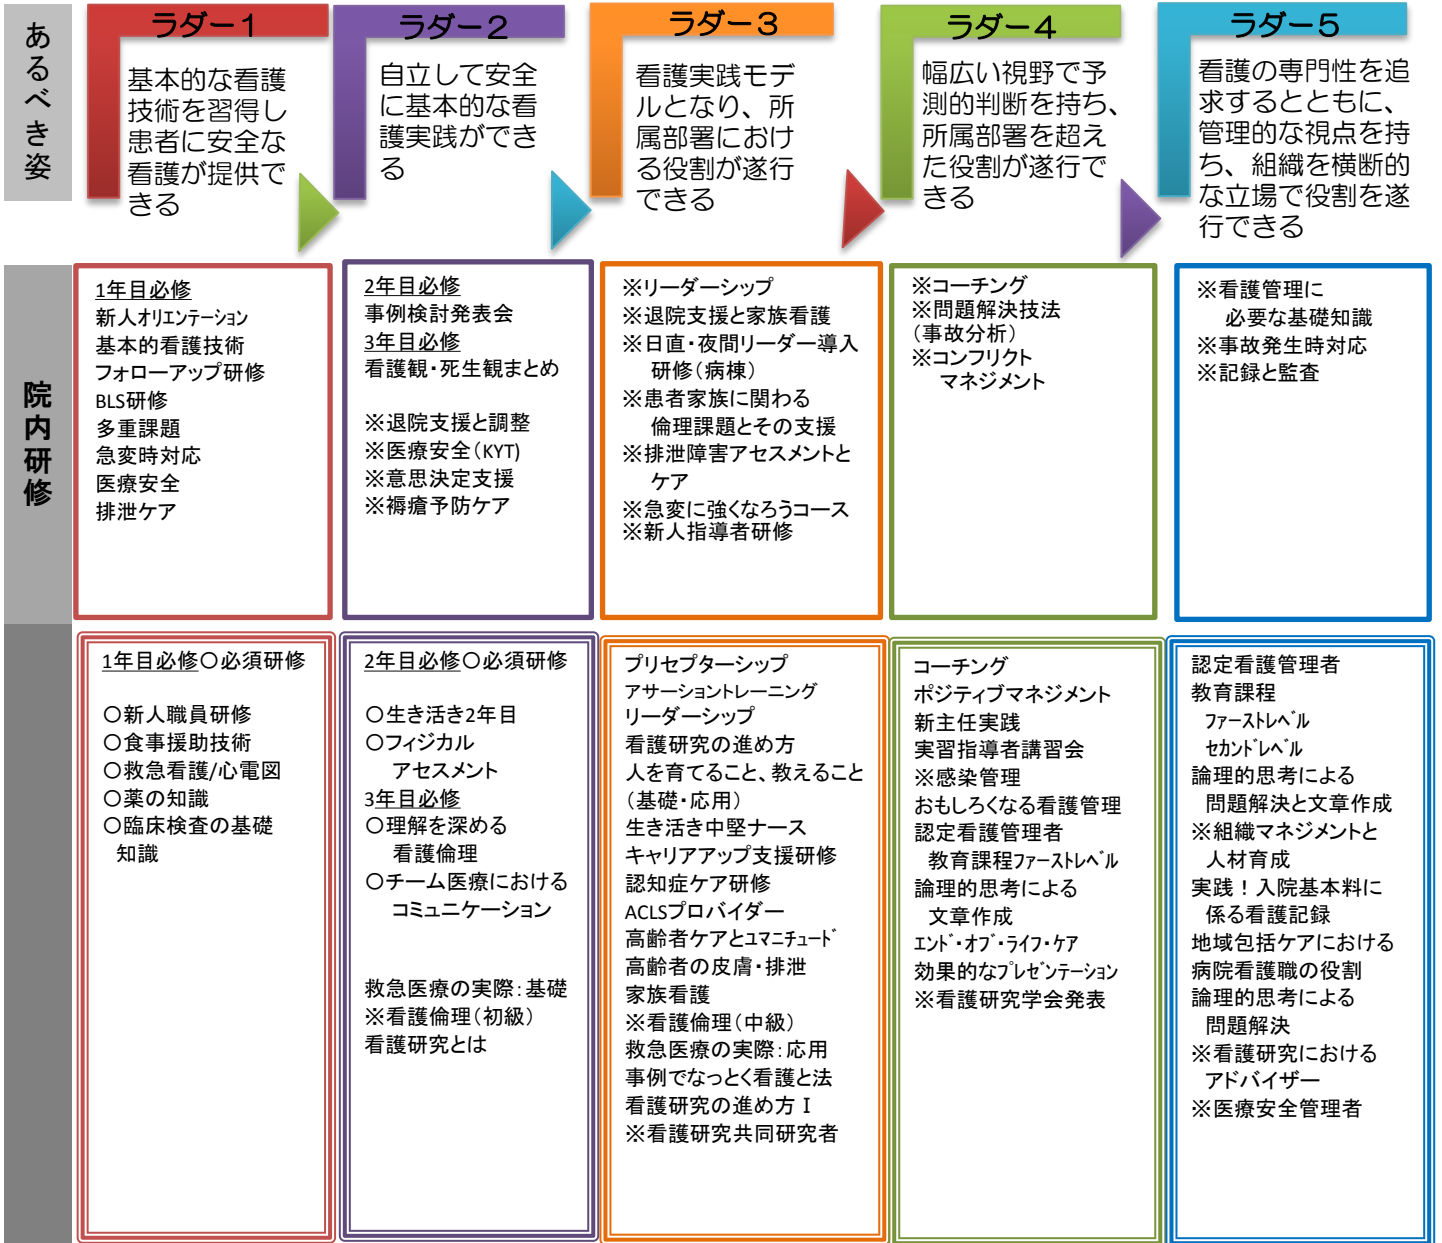 あるべき姿
ラダー1
基本的な看護
技術を習得し
患者に安全な
看護が提供で
きる
ラダー2
自立して安全
に基本的な看
護実践ができ
る
ラダー3
看護実践モデ
ルとなり、所
属部署におけ
る役割が遂行
できる
ラダー4
幅広い視野で予
測的判断を持ち、
所属部署を超え
た役割が遂行で
きる
ラダー5
看護の専門性を追
求するとともに、
管理的な視点を持
ち、組織を横断的
な立場で役割を遂
行できる
院内研修
1年目必修
新人オリエンテーション
基本的看護技術
フォローアップ研修
BLS研修
多重課題
急変時対応
医療安全
排泄ケア
2年目必修
事例検討発表会
3年目必修
看護観・死生観まとめ
※退院支援と調整
※医療安全(KYT)
※意思決定支援
※褥瘡予防ケア
※リーダーシップ
※退院支援と家族看護
※日直・夜間リーダー導入
研修(病棟)
※患者家族に関わる
倫理課題とその支援
※排泄障害アセスメントと
ケア
※急変に強くなろうコース
※新人指導者研修
※コーチング
※問題解決技法
(事故分析)
※コンフリクト
マネジメント
※看護管理に
必要な基礎知識
※事故発生時対応
※記録と監査
1年目必修〇必須研修
〇新人職員研修
〇食事援助技術
〇救急看護/心電図
〇薬の知識
〇臨床検査の基礎
知識
2年目必修〇必須研修
〇生き活き2年目
〇フィジカル
アセスメント
3年目必修
〇理解を深める
看護倫理
〇チーム医療における
コミュニケーション
救急医療の実際:基礎
※看護倫理(初級)
看護研究とは
プリセプターシップ
アサーショントレーニング
リーダーシップ
看護研究の進め方
人を育てること、教えること
(基礎・応用)
生き活き中堅ナース
キャリアアップ支援研修
認知症ケア研修
ACLSプロバイダー
高齢者ケアとユマニチュード
高齢者の皮膚・排泄
家族看護
※看護倫理(中級)
救急医療の実際:応用
事例でなっとく看護と法
看護研究の進め方Ⅰ
※看護研究共同研究者
コーチング
ポジティブマネジメント
新主任実践
実習指導者講習会
※感染管理
おもしろくなる看護管理
認定看護管理者
教育課程ファーストレベル
論理的思考による
文章作成
エンド・オブ・ライフ・ケア
効果的なプレゼンテーション
※看護研究学会発表
認定看護管理者
教育課程
ファーストレベル
セカンドレベル
論理的思考による
問題解決と文章作成
※組織マネジメントと
人材育成
実践!入院基本料に
係る看護記録
地域包括ケアにおける
病院看護職の役割
論理的思考による
問題解決
※看護研究における
アドバイザー
※医療安全管理者